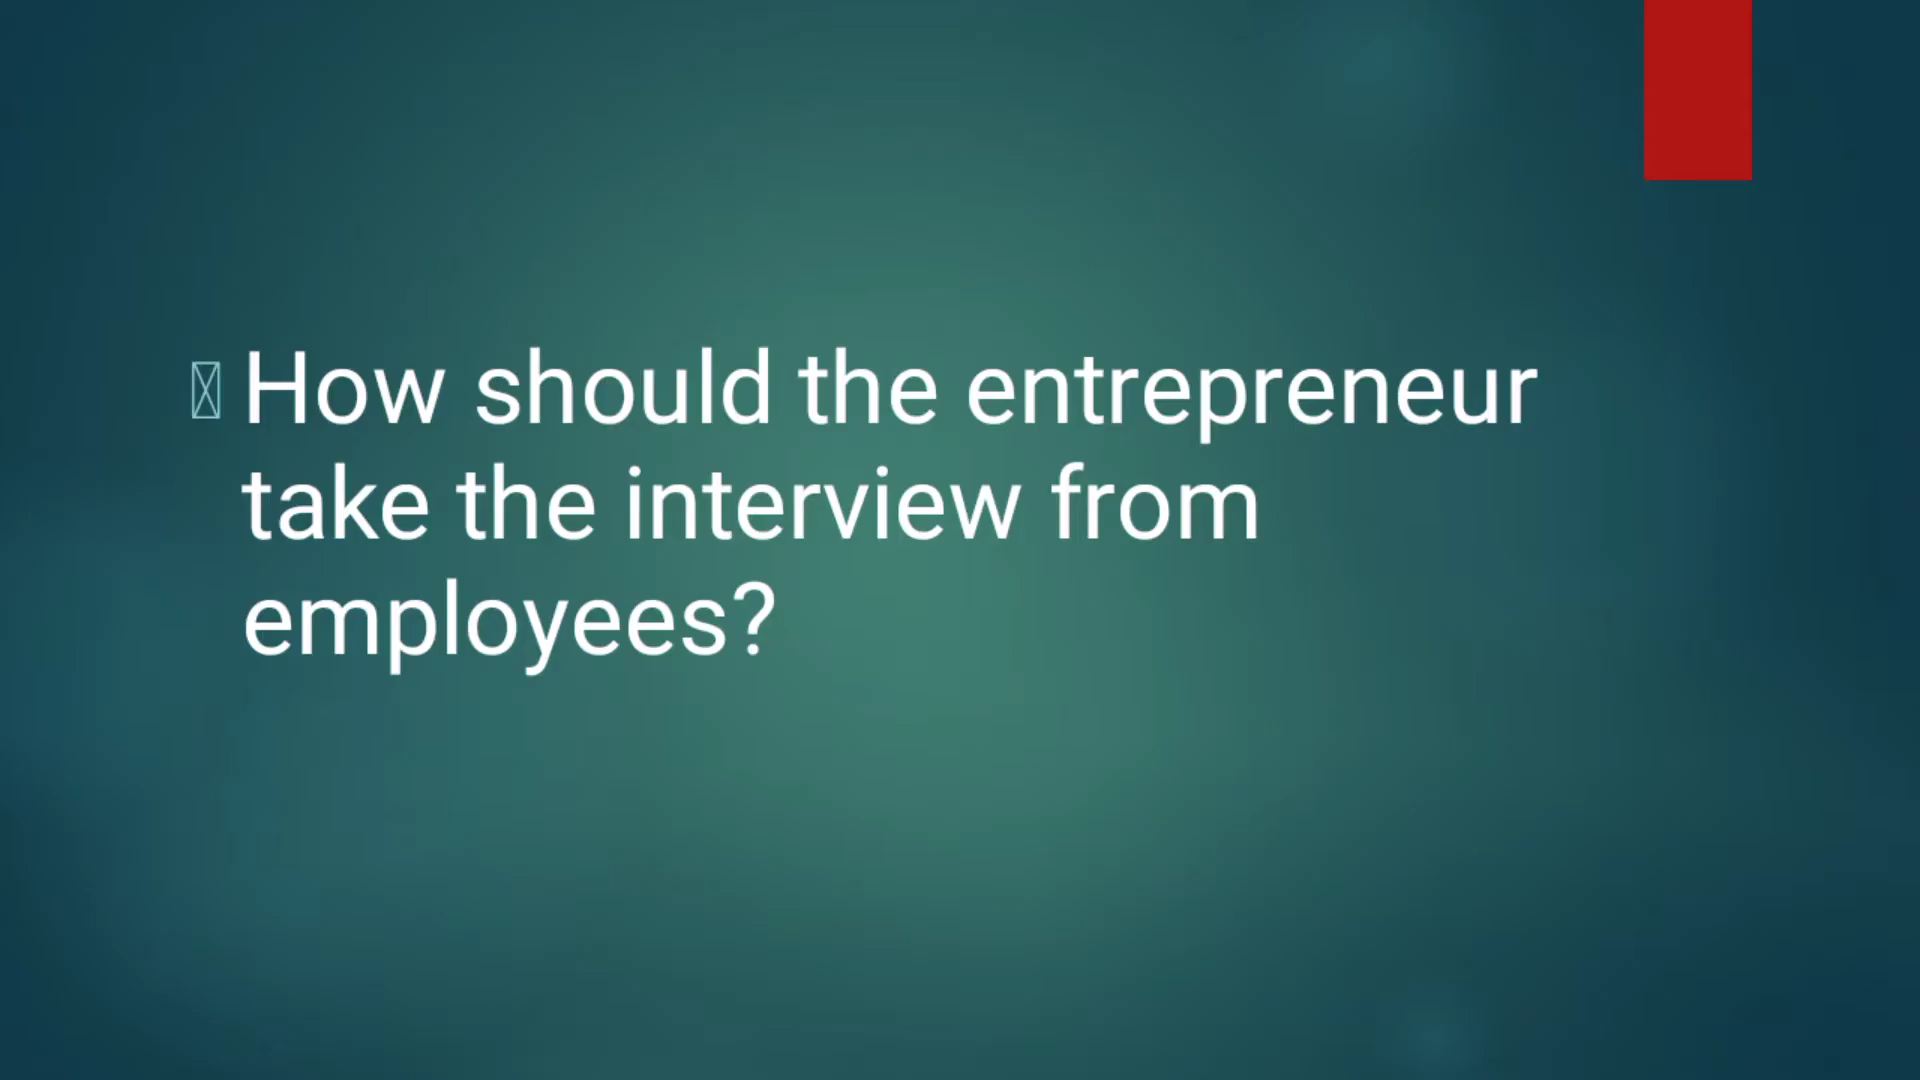 How should the entrepreneur
take the interview from
employees?